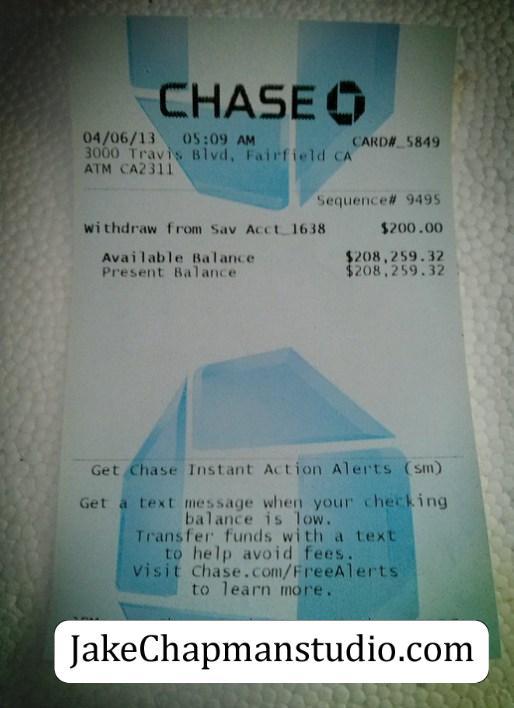 CHASE
04/06/13 05:09 AM CARD#_5849
3000 Travis Blvd, Fairfield CA
ATM CA2311
Sequence# 9495
Withdraw from Sav Acct_1638 $200.00
Available Balance $208,259.32
Present Balance $208,259.32
Get Chase Instant Action Alerts (sm)
Get a text message when your checking
balance is low.
Transfer funds with a text
to help avoid fees.
Visit Chase.com/FreeAlerts
to learn more.
JakeChapmanstudio.com